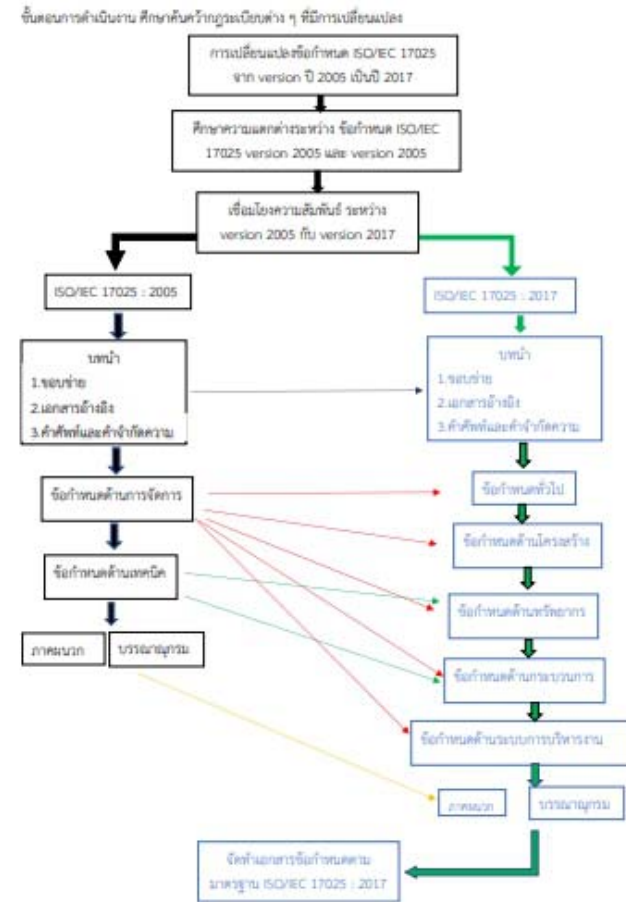 ขั้นตอนการดำเนินงาน ศึกษาค้นคว้ากฎระเบียบต่าง ๆ ที่มีการเปลี่ยนแปลง
การเปลี่ยนแปลงข้อกำหนด ISO/IEC 17025
จาก version ปี 2005 เป็นปี 2017
ศึกษาความแตกต่างระหว่าง ข้อกำหนด ISO/IEC
17025 version 2005 และ version 2005
เชื่อมโยงความสัมพันธ์ ระหว่าง
version 2005 กับ version 2017
ISO/IEC 17025 : 2005
บทนำ
1.ขอบข่าย
2.เอกสารอ้างอิง
3.คำศัพท์และคำจำกัดความ
ข้อกำหนดด้านการจัดการ
ข้อกำหนดด้านเทคนิค
ภาคผนวก
บรรณาณุกรม
ISO/IEC 17025 : 2017
บทนำ
1.ขอบข่าย
2.เอกสารอ้างอิง
3.คำศัพท์และคำจำกัดความ
ข้อกำหนดทั่วไป
ข้อกำหนดด้านโครงสร้าง
ข้อกำหนดด้านทรัพยากร
ข้อกำหนดด้านกระบวนการ
ข้อกำหนดด้านระบบการบริหารงาน
ภาคผนวก
บรรณาณุกรม
จัดทำเอกสารข้อกำหนดตาม
มาตรฐาน ISO/IEC 17025 : 2017